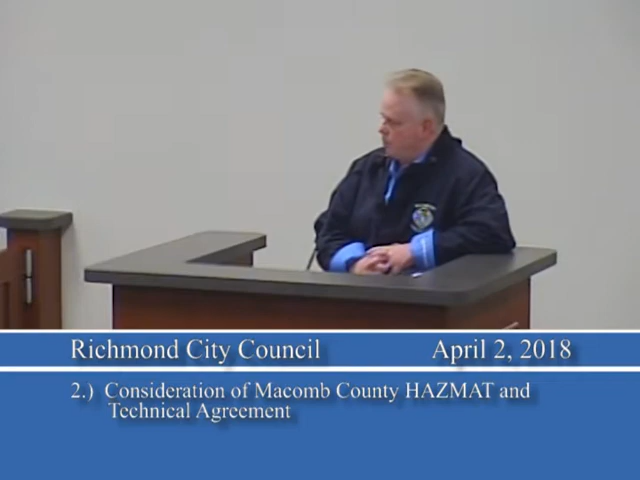 Richmond City Council April 2, 2018
2.) Consideration of Macomb County HAZMAT and
Technical Agreement